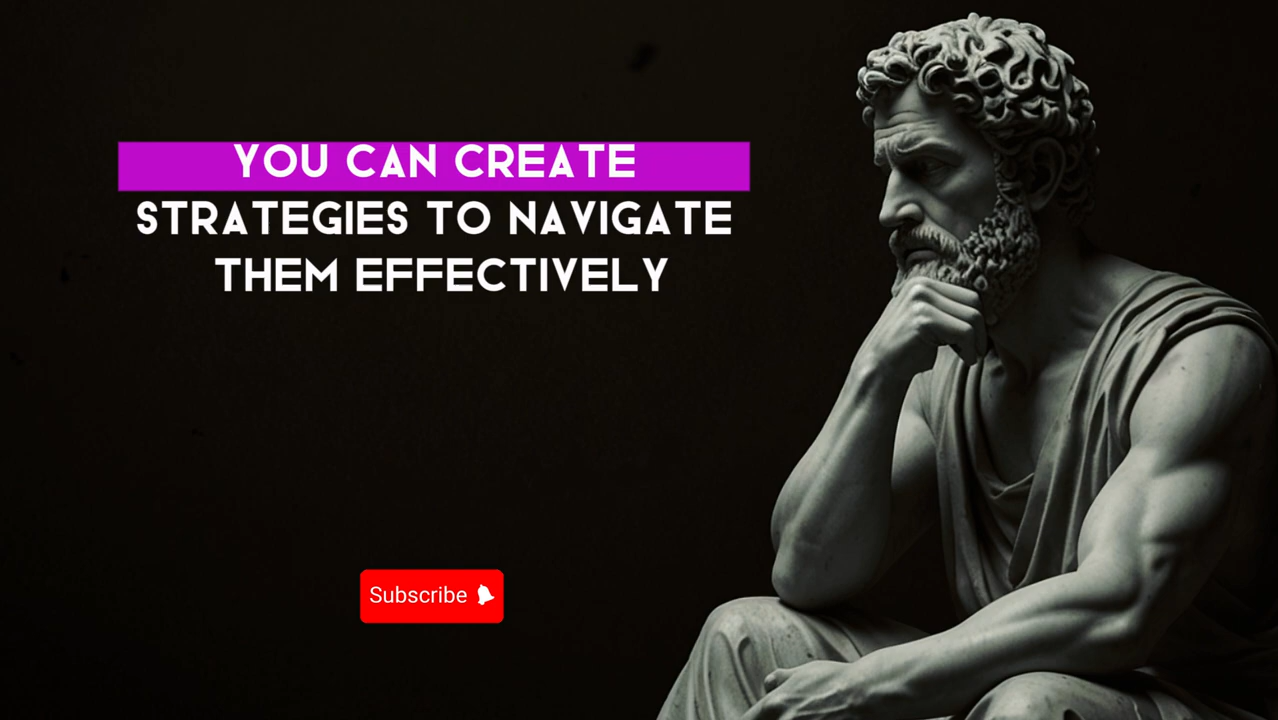 YOU CAN CREATE
STRATEGIES TO NAVIGATE
THEM EFFECTIVELY
Subscribe